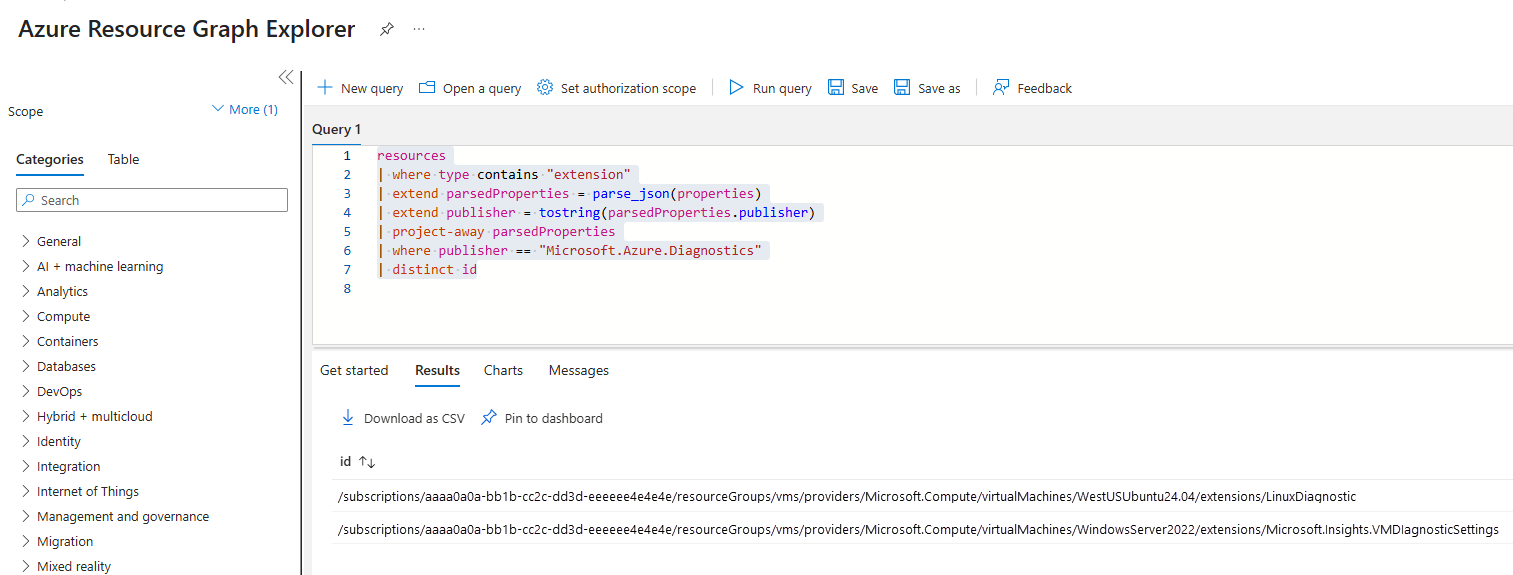 Azure Resource Graph Explorer
New query Open a query Set authorization scope Run query Save Save as Feedback
Scope More (1)
Categories Table
Search
General
AI + machine learning
Analytics
Compute
Containers
Databases
DevOps
Hybrid + multicloud
Identity
Integration
Internet of Things
Management and governance
Migration
Mixed reality
Query 1
1 resources
2 | where type contains "extension"
3 | extend parsedProperties = parse_json(properties)
4 | extend publisher = tostring(parsedProperties.publisher)
5 | project-away parsedProperties
6 | where publisher == "Microsoft.Azure.Diagnostics"
7 | distinct id
8
Get started Results Charts Messages
Download as CSV Pin to dashboard
id
/subscriptions/aaaa0a0a-bb1b-cc2c-dd3d-eeeeee4e4e4e/resourceGroups/vms/providers/Microsoft.Compute/virtualMachines/WestUSUbuntu24.04/extensions/LinuxDiagnostic
/subscriptions/aaaa0a0a-bb1b-cc2c-dd3d-eeeeee4e4e4e/resourceGroups/vms/providers/Microsoft.Compute/virtualMachines/WindowsServer2022/extensions/Microsoft.Insights.VMDIagnosticSettings